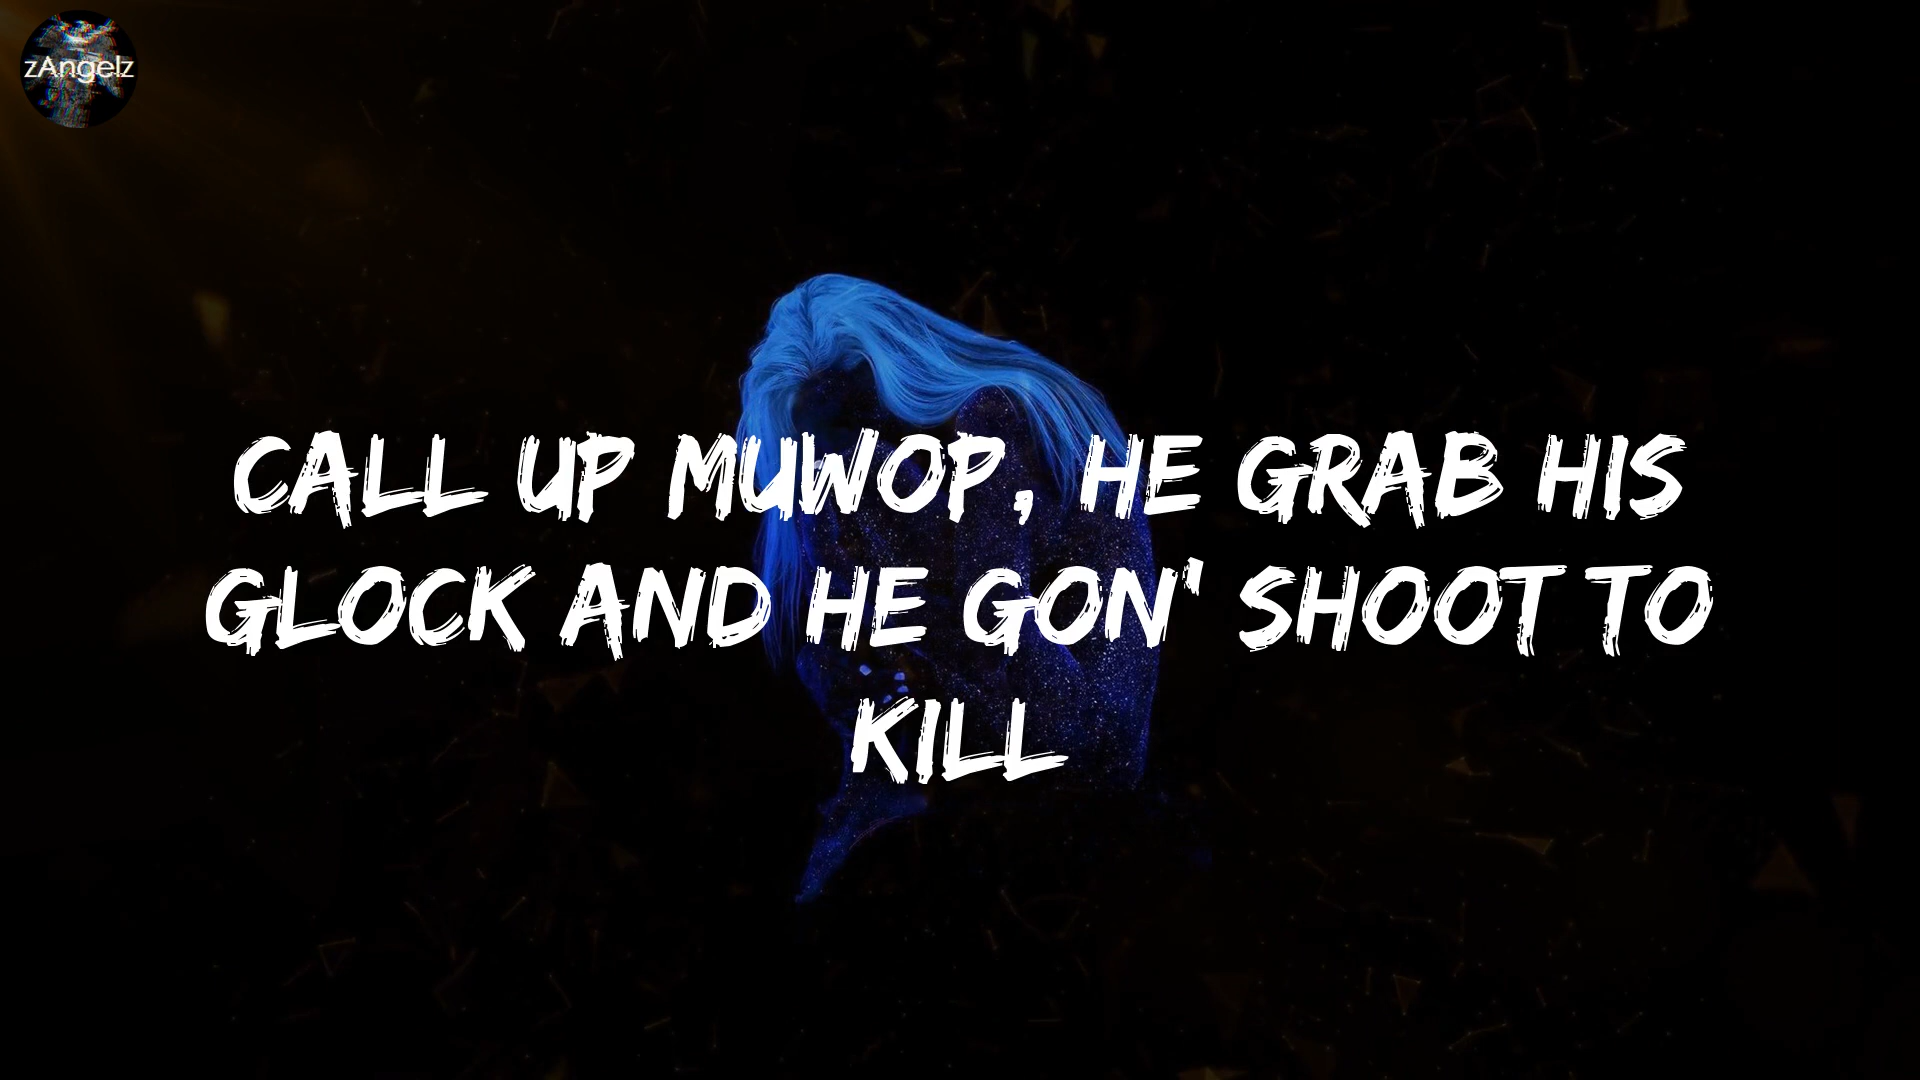 zAngelz
CALL UP MUWOP, HE GRAB HIS
GLOCK AND HE GON' SHOOT TO
KILL